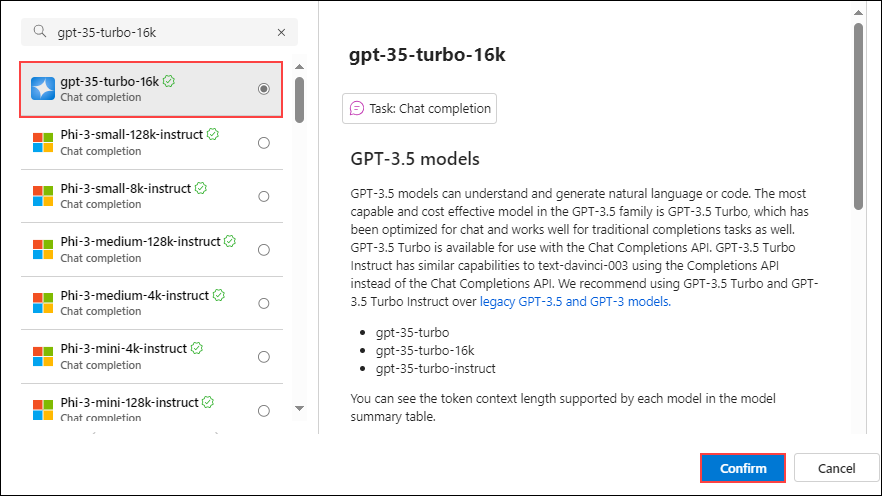 gpt-35-turbo-16k
gpt-35-turbo-16k
Chat completion
Phi-3-small-128k-instruct
Chat completion
Phi-3-small-8k-instruct
Chat completion
Phi-3-medium-128k-instruct
Chat completion
Phi-3-medium-4k-instruct
Chat completion
Phi-3-mini-4k-instruct
Chat completion
Phi-3-mini-128k-instruct
Chat completion
gpt-35-turbo-16k
Task: Chat completion
GPT-3.5 models
GPT-3.5 models can understand and generate natural language or code. The most
capable and cost effective model in the GPT-3.5 family is GPT-3.5 Turbo, which has
been optimized for chat and works well for traditional completions tasks as well.
GPT-3.5 Turbo is available for use with the Chat Completions API. GPT-3.5 Turbo
Instruct has similar capabilities to text-davinci-003 using the Completions API
instead of the Chat Completions API. We recommend using GPT-3.5 Turbo and GPT-
3.5 Turbo Instruct over legacy GPT-3.5 and GPT-3 models.
• gpt-35-turbo
• gpt-35-turbo-16k
• gpt-35-turbo-instruct
You can see the token context length supported by each model in the model
summary table.
Confirm
Cancel